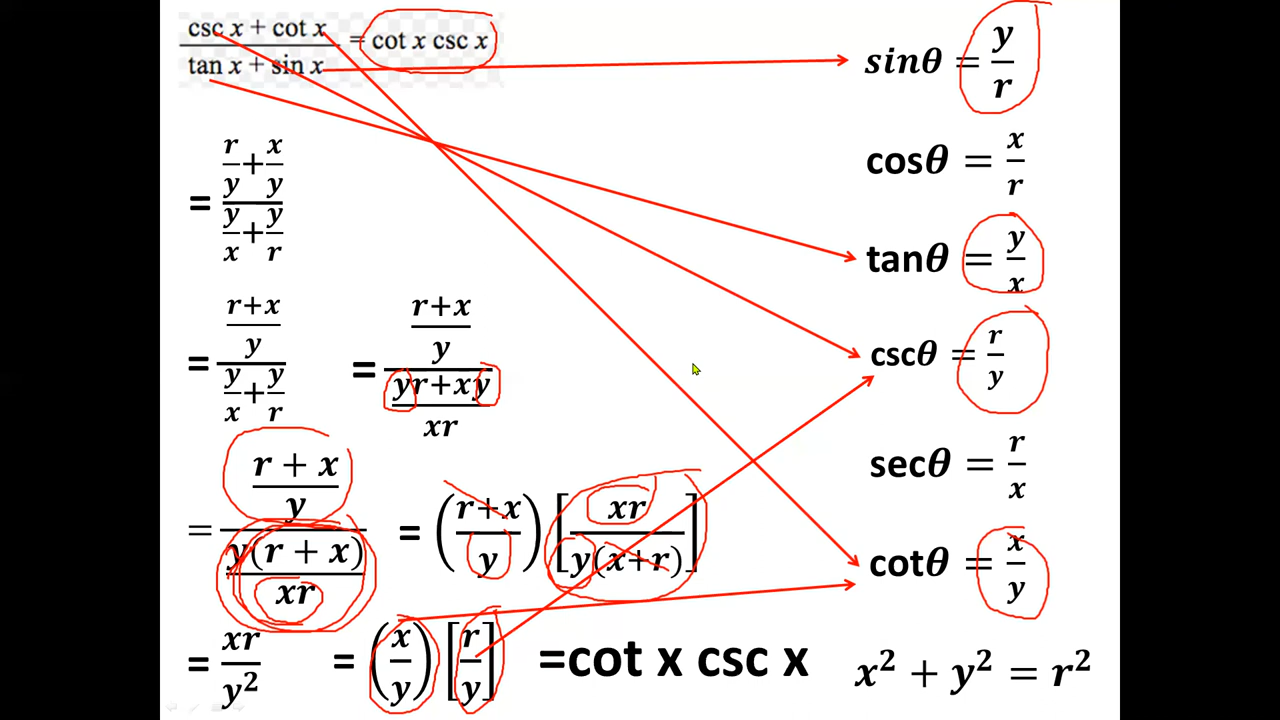 (csc x + cot x)/(tan x + sin x) = cot x csc x
= (r/y + x/y)/(y/x + y/r)
= ((r+x)/y)/(y/x + y/r) = ((r+x)/y)/((yr+xy)/xr)
= ((r + x)/y)/((y(r + x))/xr) = ((r+x)/y) [xr/(y(x+r))]
= xr/y² = (x/y) [r/y] =cot x csc x
sinθ = y/r
cosθ = x/r
tanθ = y/x
cscθ = r/y
secθ = r/x
cotθ = x/y
x² + y² = r²